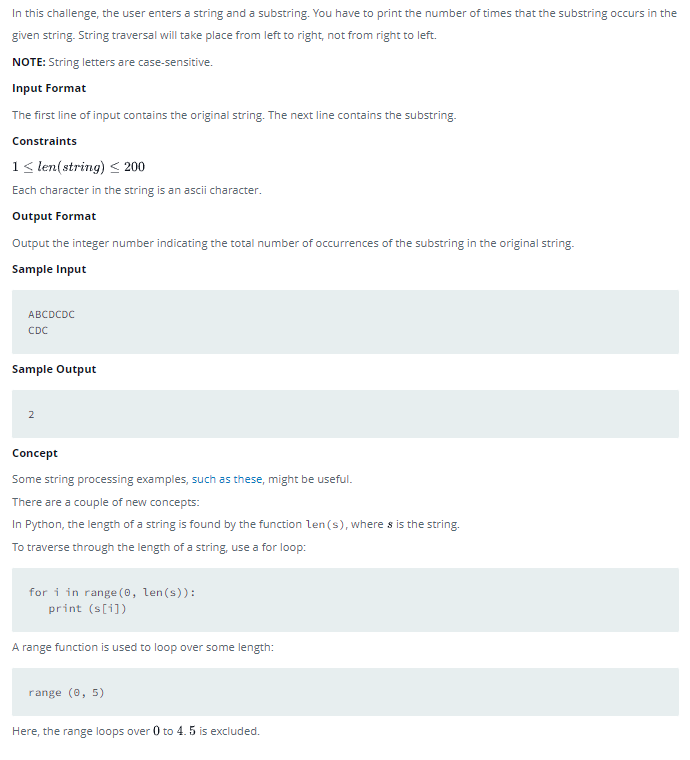 In this challenge, the user enters a string and a substring. You have to print the number of times that the substring occurs in the
given string. String traversal will take place from left to right, not from right to left.
NOTE: String letters are case-sensitive.
Input Format
The first line of input contains the original string. The next line contains the substring.
Constraints
1 ≤ len(string) ≤ 200
Each character in the string is an ascii character.
Output Format
Output the integer number indicating the total number of occurrences of the substring in the original string.
Sample Input
ABCDCDC
CDC
Sample Output
2
Concept
Some string processing examples, such as these, might be useful.
There are a couple of new concepts:
In Python, the length of a string is found by the function len(s), where s is the string.
To traverse through the length of a string, use a for loop:
for i in range(0, len(s)):
    print (s[i])
A range function is used to loop over some length:
range (0, 5)
Here, the range loops over 0 to 4. 5 is excluded.